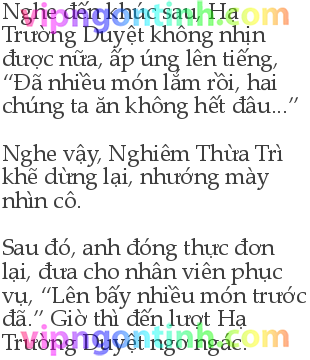 Nghe đến khúc sau, Hạ
Trường Duyệt không nhịn
được nữa, ấp úng lên tiếng,
“Đã nhiều món lắm rồi, hai
chúng ta ăn không hết đâu...”
Nghe vậy, Nghiêm Thừa Trì
khẽ dừng lại, nhướng mày
nhìn cô.
Sau đó, anh đóng thực đơn
lại, đưa cho nhân viên phục
vụ, “Lên bấy nhiều món trước
đã.” Giờ thì đến lượt Hạ
Trường Duyệt ngơ ngác.
vipngontinh.com
vipngontinh.com